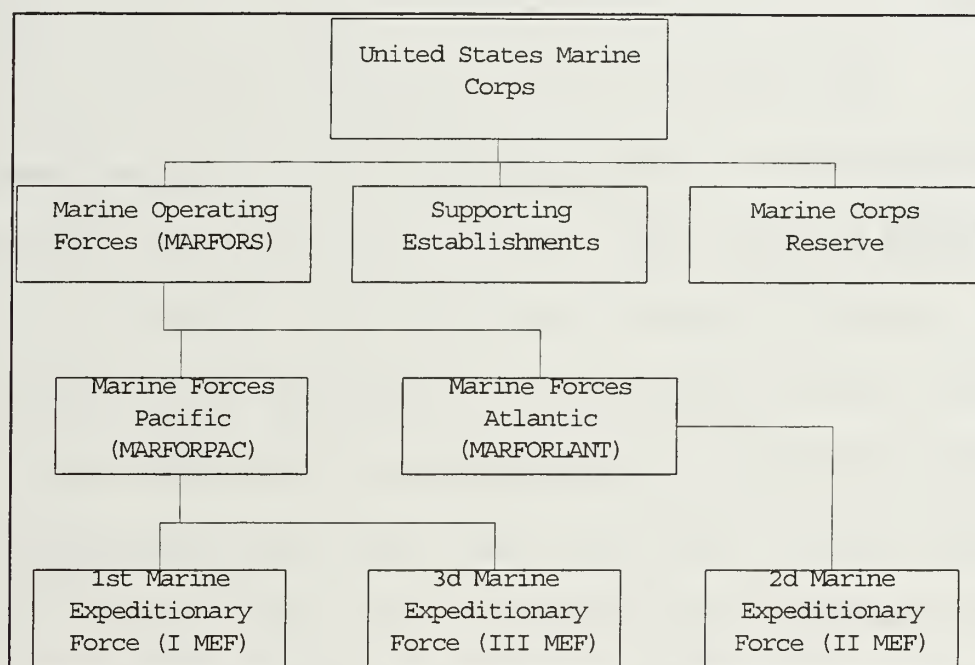 United States Marine
Corps
Marine Operating
Forces (MARFORS)
Supporting
Establishments
Marine Corps
Reserve
Marine Forces
Pacific
(MARFORPAC)
Marine Forces
Atlantic
(MARFORLANT)
1st Marine
Expeditionary
Force (I MEF)
3d Marine
Expeditionary
Force (III MEF)
2d Marine
Expeditionary
Force (II MEF)